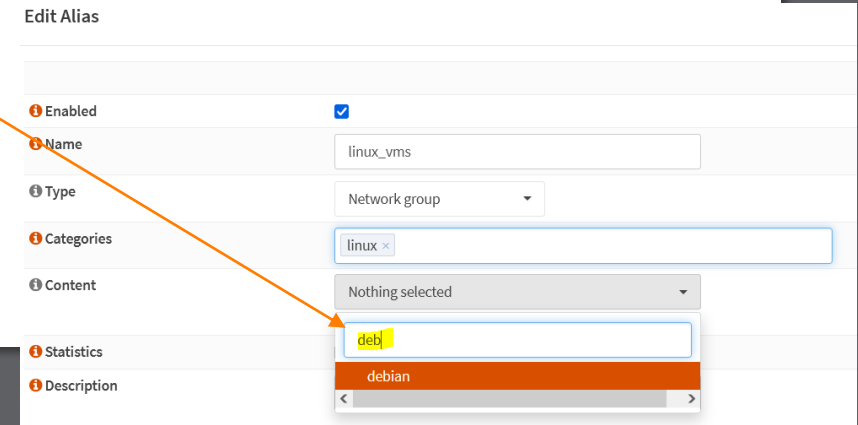 Edit Alias
Enabled
Name
linux_vms
Type
Network group
Categories
linux ×
Content
Nothing selected
deb
debian
Statistics
Description